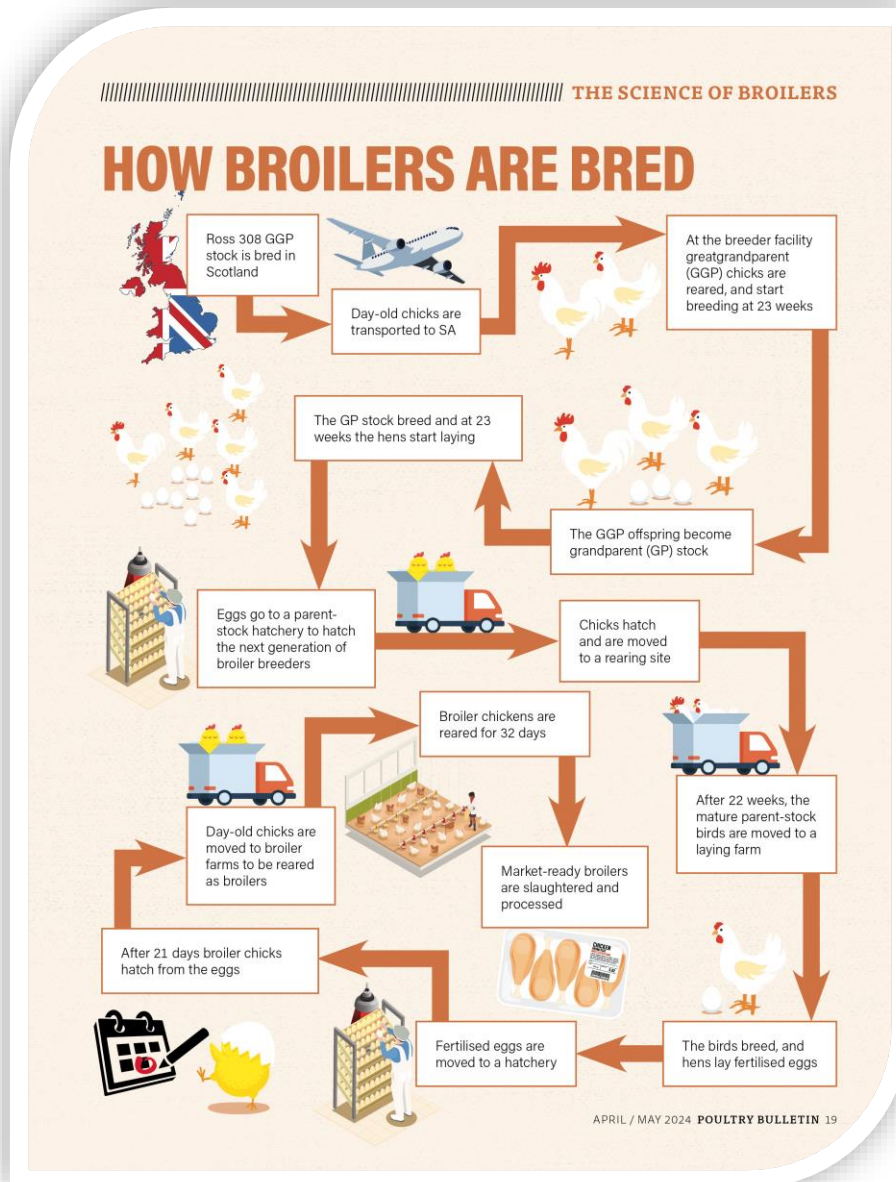 THE SCIENCE OF BROILERS
HOW BROILERS ARE BRED
Ross 308 GGP
stock is bred in
Scotland
Day-old chicks are
transported to SA
At the breeder facility
greatgrandparent
(GGP) chicks are
reared, and start
breeding at 23 weeks
The GGP offspring become
grandparent (GP) stock
The GP stock breed and at 23
weeks the hens start laying
Eggs go to a parent-
stock hatchery to hatch
the next generation of
broiler breeders
Chicks hatch
and are moved
to a rearing site
After 22 weeks, the
mature parent-stock
birds are moved to a
laying farm
The birds breed, and
hens lay fertilised eggs
Fertilised eggs are
moved to a hatchery
After 21 days broiler chicks
hatch from the eggs
Day-old chicks are
moved to broiler
farms to be reared
as broilers
Broiler chickens are
reared for 32 days
Market-ready broilers
are slaughtered and
processed
CHICKEN
APRIL / MAY 2024 POULTRY BULLETIN 19